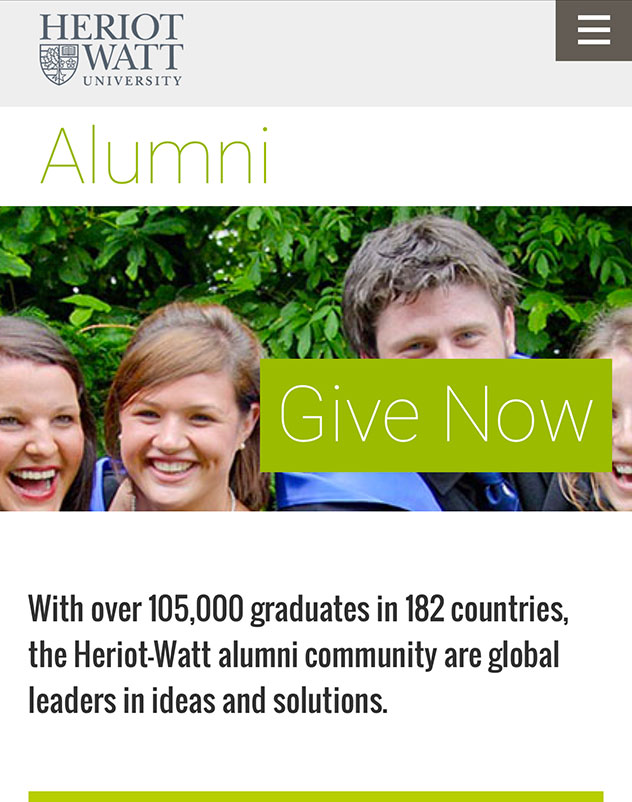 HERIOT
WATT
UNIVERSITY
Alumni
Give Now
With over 105,000 graduates in 182 countries,
the Heriot-Watt alumni community are global
leaders in ideas and solutions.